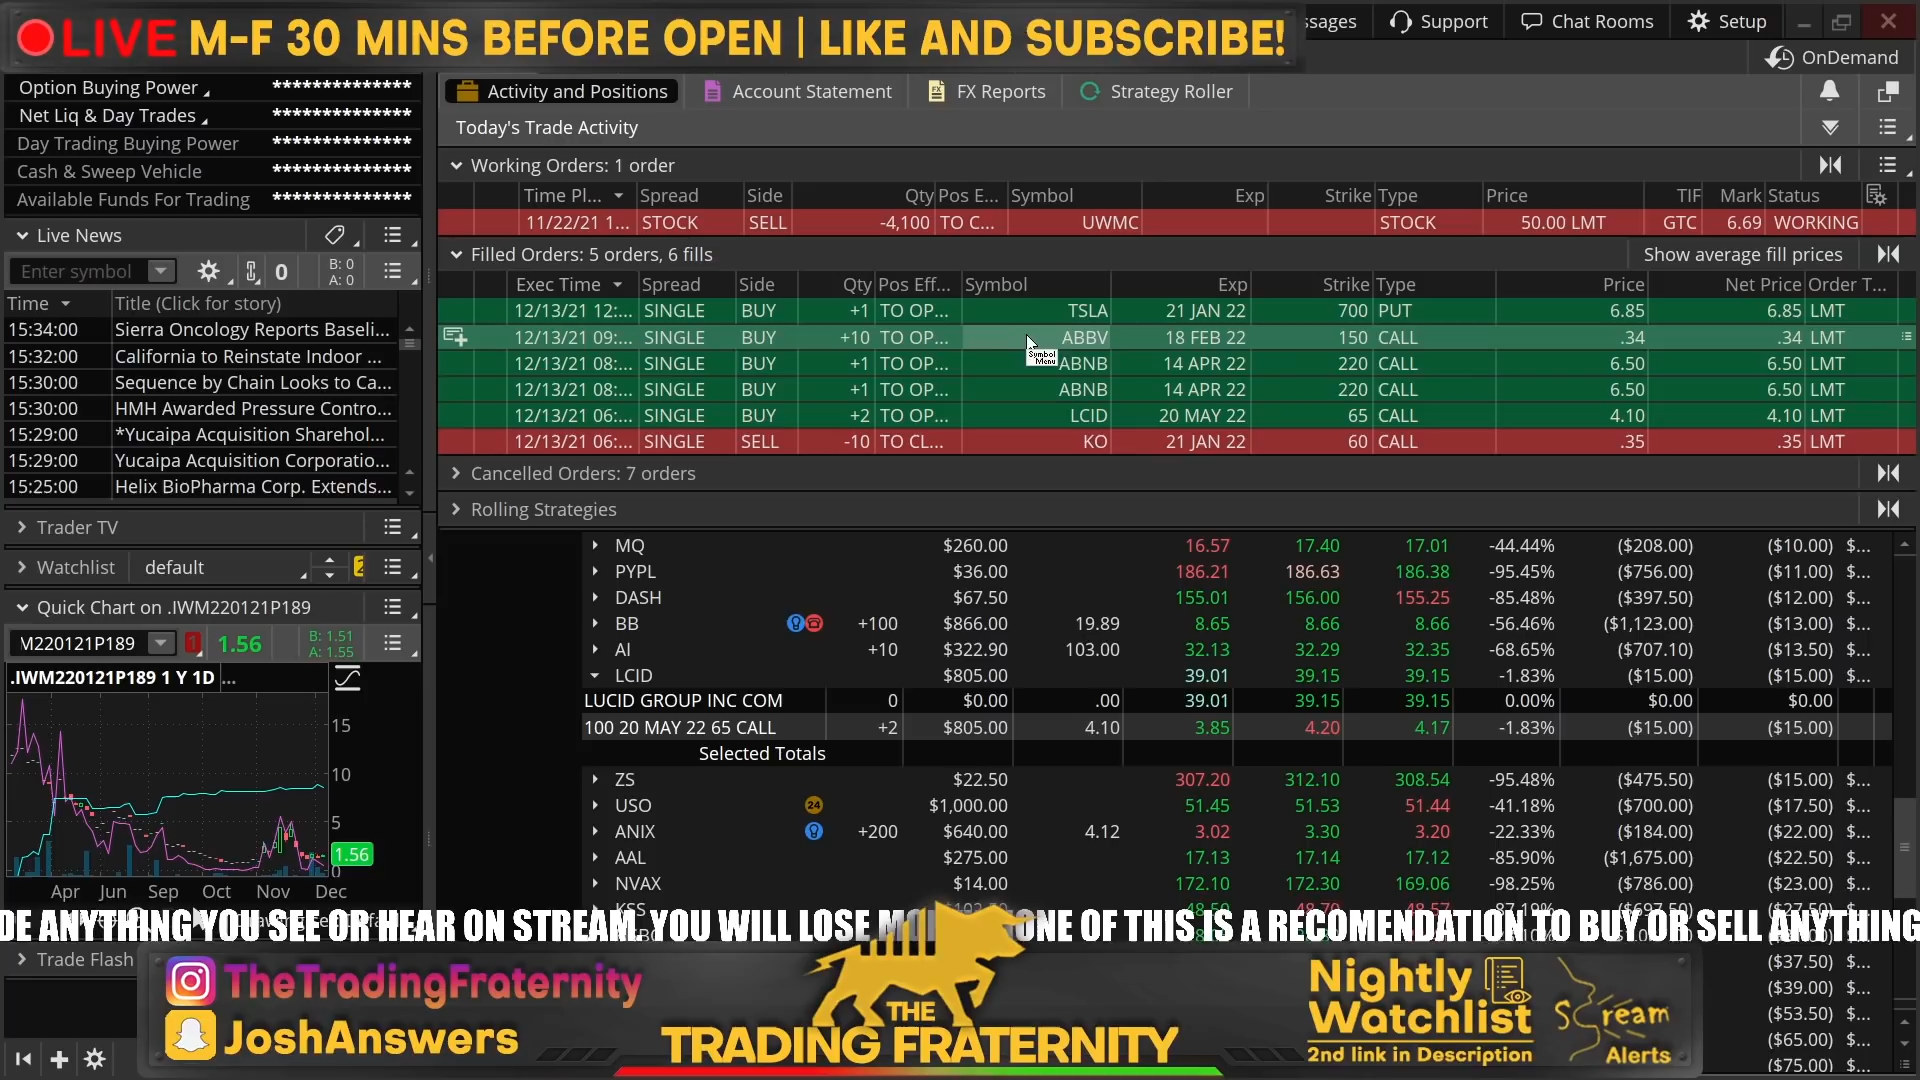 LIVE M-F 30 MINS BEFORE OPEN | LIKE AND SUBSCRIBE!
Support
Chat Rooms
Setup
OnDemand
Option Buying Power **************
Net Liq & Day Trades **************
Day Trading Buying Power **************
Cash & Sweep Vehicle **************
Available Funds For Trading **************
Activity and Positions
Account Statement
FX Reports
Strategy Roller
Today's Trade Activity
Working Orders: 1 order
Time Pl... Spread Side Qty Pos E... Symbol Exp Strike Type Price TIF Mark Status
11/22/21 1... STOCK SELL -4,100 TO C... UWMC STOCK 50.00 LMT GTC 6.69 WORKING
Filled Orders: 5 orders, 6 fills
Show average fill prices
Exec Time Spread Side Qty Pos Eff... Symbol Exp Strike Type Price Net Price Order T...
12/13/21 12:... SINGLE BUY +1 TO OP... TSLA 21 JAN 22 700 PUT 6.85 6.85 LMT
12/13/21 09:... SINGLE BUY +10 TO OP... ABBV 18 FEB 22 150 CALL .34 .34 LMT
Symbol Menu
12/13/21 08:... SINGLE BUY +1 TO OP... ABNB 14 APR 22 220 CALL 6.50 6.50 LMT
12/13/21 08:... SINGLE BUY +1 TO OP... ABNB 14 APR 22 220 CALL 6.50 6.50 LMT
12/13/21 06:... SINGLE BUY +2 TO OP... LCID 20 MAY 22 65 CALL 4.10 4.10 LMT
12/13/21 06:... SINGLE SELL -10 TO CL... KO 21 JAN 22 60 CALL .35 .35 LMT
Cancelled Orders: 7 orders
Rolling Strategies
Live News
Enter symbol 0 B: 0 A: 0
Time Title (Click for story)
15:34:00 Sierra Oncology Reports Baseli...
15:32:00 California to Reinstate Indoor ...
15:30:00 Sequence by Chain Looks to Ca...
15:30:00 HMH Awarded Pressure Contro...
15:29:00 *Yucaipa Acquisition Sharehol...
15:29:00 Yucaipa Acquisition Corporatio...
15:25:00 Helix BioPharma Corp. Extends...
Trader TV
Watchlist default
Quick Chart on .IWM220121P189
M220121P189 1 1.56 B: 1.51 A: 1.55
.IWM220121P189 1 Y 1D ...
15
10
5
1.56
0
Apr Jun Sep Oct Nov Dec
MQ $260.00 16.57 17.40 17.01 -44.44% ($208.00) ($10.00) $...
PYPL $36.00 186.21 186.63 186.38 -95.45% ($756.00) ($11.00) $...
DASH $67.50 155.01 156.00 155.25 -85.48% ($397.50) ($12.00) $...
BB +100 $866.00 19.89 8.65 8.66 8.66 -56.46% ($1,123.00) ($13.00) $...
AI +10 $322.90 103.00 32.13 32.29 32.35 -68.65% ($707.10) ($13.50) $...
LCID $805.00 39.01 39.15 39.15 -1.83% ($15.00) ($15.00) $...
LUCID GROUP INC COM 0 $0.00 .00 39.01 39.15 39.15 0.00% $0.00 $0.00
100 20 MAY 22 65 CALL +2 $805.00 4.10 3.85 4.20 4.17 -1.83% ($15.00) ($15.00)
Selected Totals
ZS $22.50 307.20 312.10 308.54 -95.48% ($475.50) ($15.00) $...
USO 24 $1,000.00 51.45 51.53 51.44 -41.18% ($700.00) ($17.50) $...
ANIX +200 $640.00 4.12 3.02 3.30 3.20 -22.33% ($184.00) ($22.00) $...
AAL $275.00 17.13 17.14 17.12 -85.90% ($1,675.00) ($22.50) $...
NVAX $14.00 172.10 172.30 169.06 -98.25% ($786.00) ($23.00) $...
KSS
DE ANYTHING YOU SEE OR HEAR ON STREAM. YOU WILL LOSE OF THIS IS A RECOMENDATION TO BUY OR SELL ANYTHING
Trade Flash
($37.50) $...
($39.00) $...
($53.50) $...
($65.00) $...
($75.00) $...
TheTradingFraternity
JoshAnswers
THE
TRADING FRATERNITY
Nightly
Watchlist
2nd link in Description
Scream
Alerts